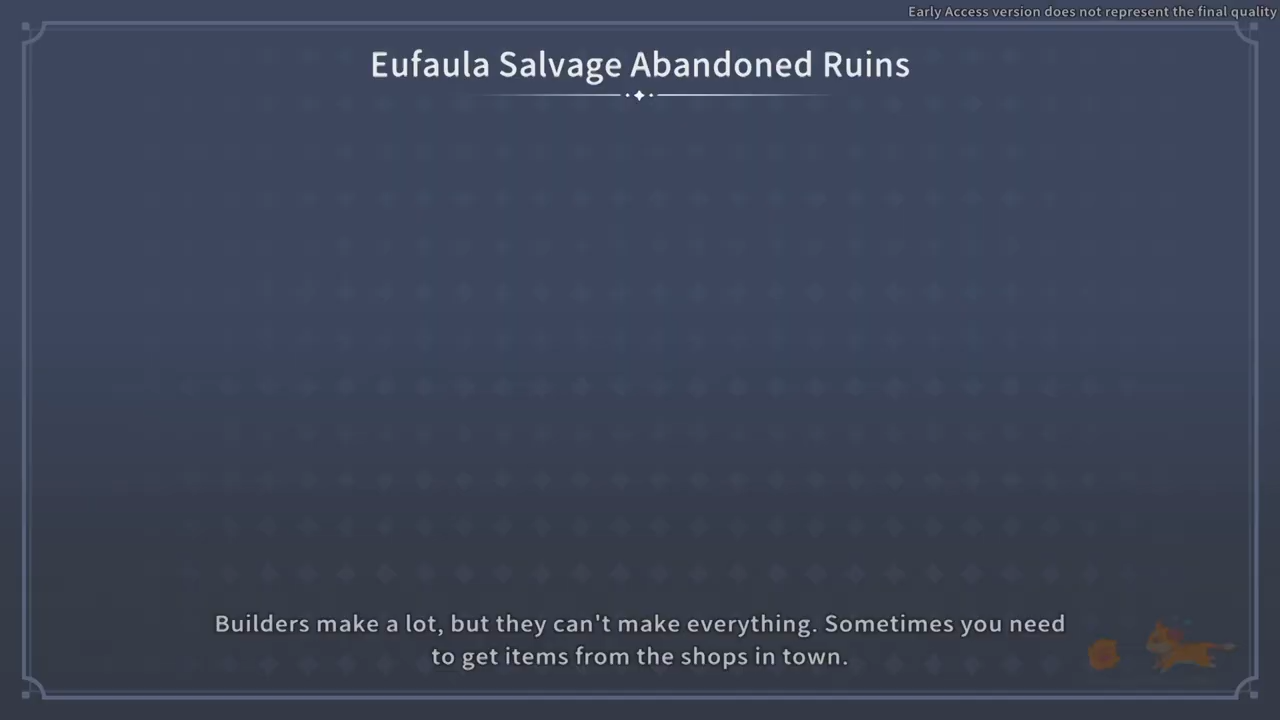 Early Access version does not represent the final quality
Eufaula Salvage Abandoned Ruins
Builders make a lot, but they can't make everything. Sometimes you need
to get items from the shops in town.